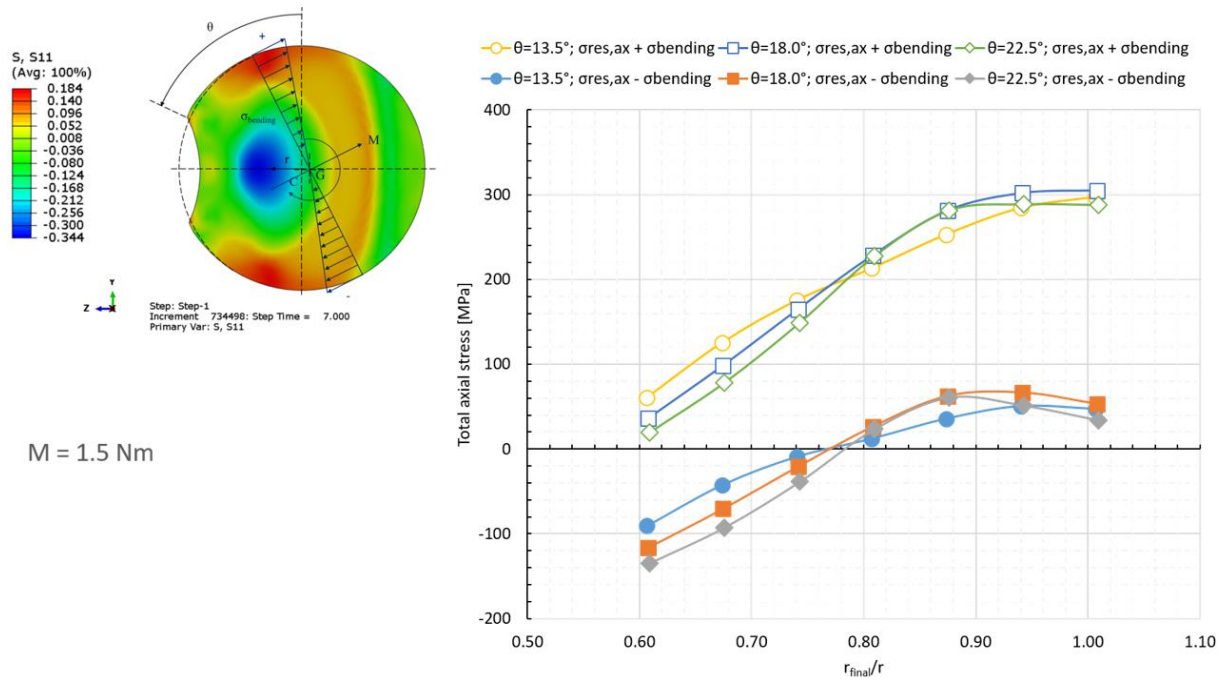 θ
+
S, S11
(Avg: 100%)
0.184
0.140
0.096
0.052
0.008
-0.036
-0.080
-0.124
-0.168
-0.212
-0.256
-0.300
-0.344
σbending
M
r
G
C
-
Y
Z
X
Step: Step-1
Increment 734498: Step Time = 7.000
Primary Var: S, S11
M = 1.5 Nm
θ=13.5°; σres,ax + σbending θ=18.0°; σres,ax + σbending θ=22.5°; σres,ax + σbending
θ=13.5°; σres,ax - σbending θ=18.0°; σres,ax - σbending θ=22.5°; σres,ax - σbending
Total axial stress [MPa]
400
300
200
100
0
-100
-200
0.50 0.60 0.70 0.80 0.90 1.00 1.10
rfinal/r